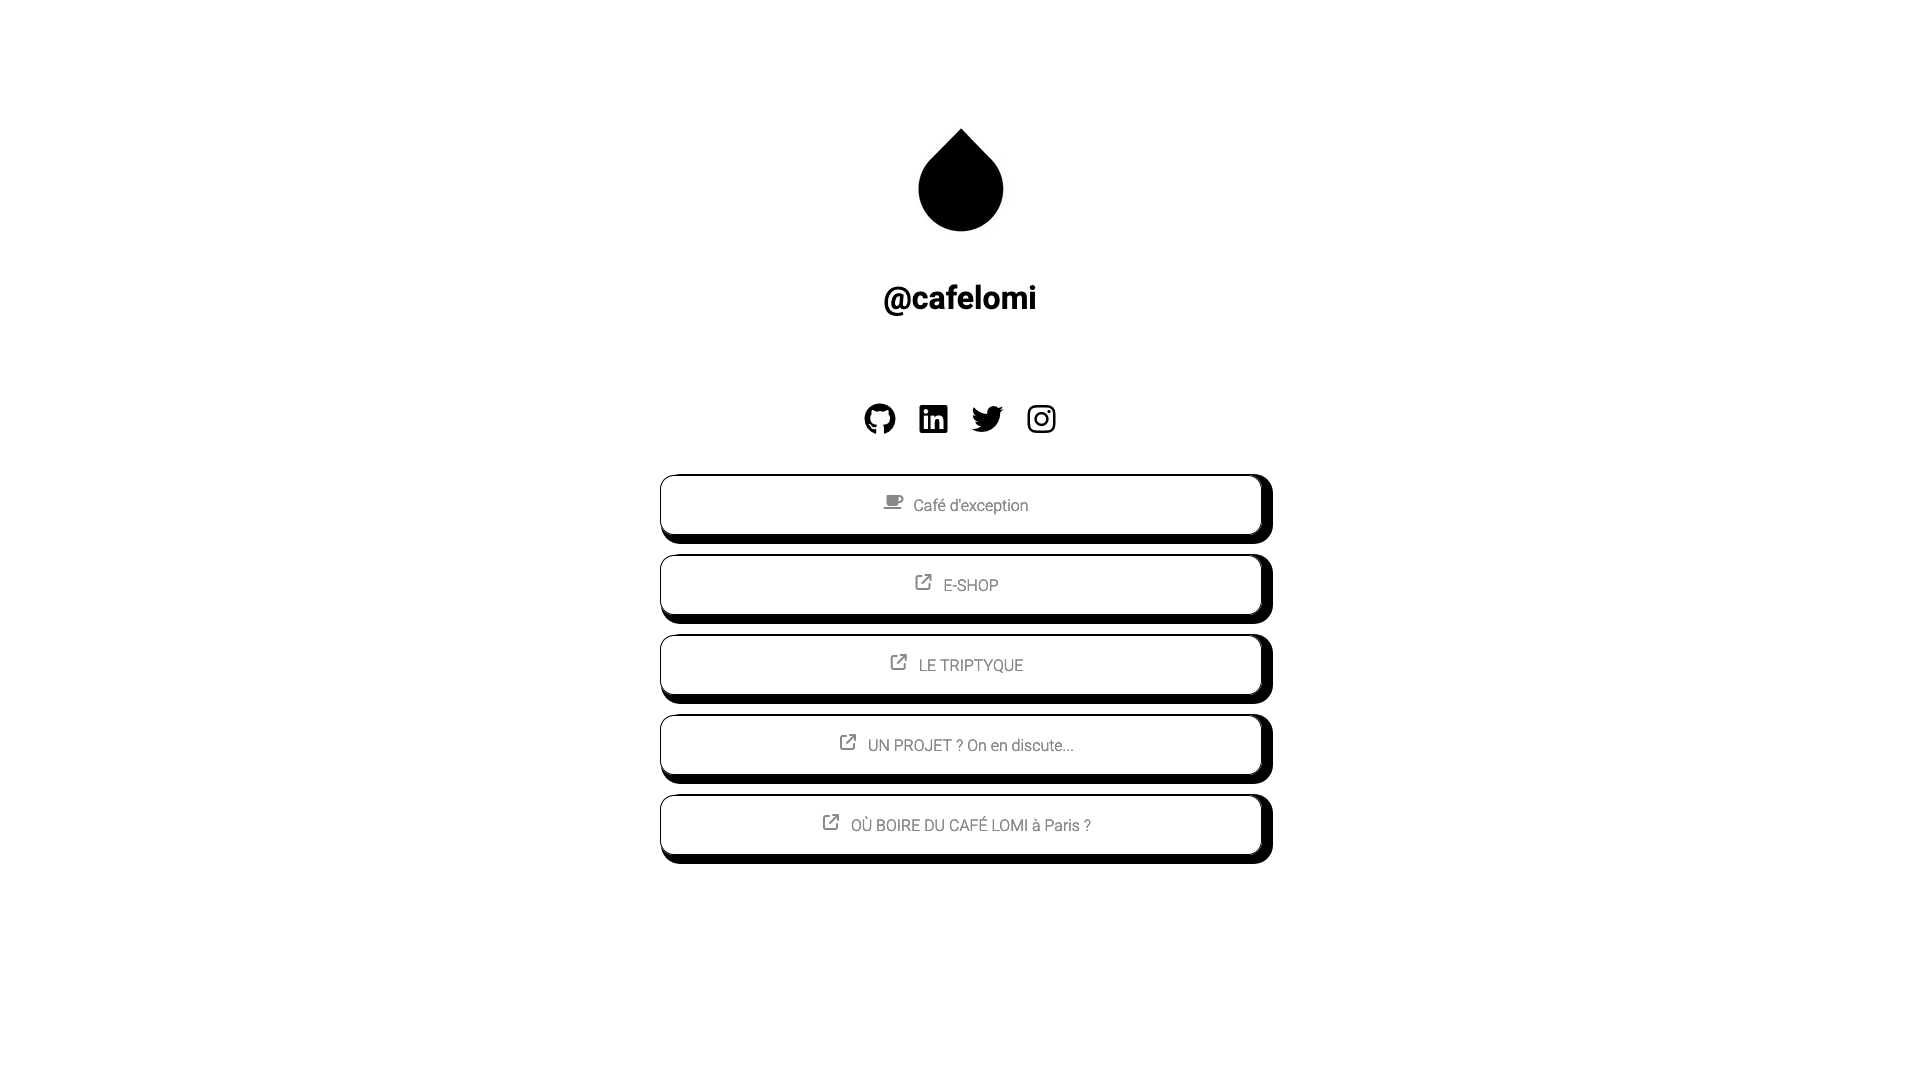 @cafelomi
Café d'exception
E-SHOP
LE TRIPTYQUE
UN PROJET ? On en discute...
OÙ BOIRE DU CAFÉ LOMI à Paris ?